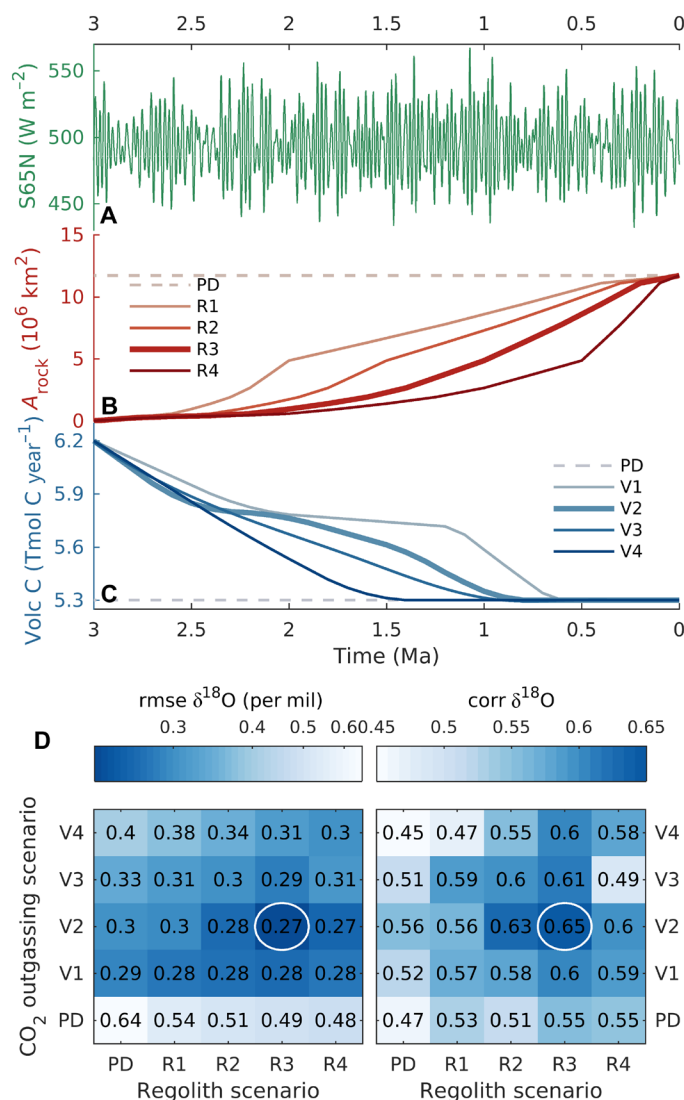 3 2.5 2 1.5 1 0.5 0
S65N (W m⁻²)
550
500
450
A
A_rock (10⁶ km²)
15
10
5
0
PD
R1
R2
R3
R4
B
Volc C (Tmol C year⁻¹)
6.2
5.9
5.6
5.3
PD
V1
V2
V3
V4
C
3 2.5 2 1.5 1 0.5 0
Time (Ma)
D
rmse δ¹⁸O (per mil) corr δ¹⁸O
0.3 0.4 0.5 0.60 0.45 0.5 0.55 0.6 0.65
CO₂ outgassing scenario
V4 0.4 0.38 0.34 0.31 0.3 0.45 0.47 0.55 0.6 0.58 V4
V3 0.33 0.31 0.3 0.29 0.31 0.51 0.59 0.6 0.61 0.49 V3
V2 0.3 0.3 0.28 0.27 0.27 0.56 0.56 0.63 0.65 0.6 V2
V1 0.29 0.28 0.28 0.28 0.28 0.52 0.57 0.58 0.6 0.59 V1
PD 0.64 0.54 0.51 0.49 0.48 0.47 0.53 0.51 0.55 0.55 PD
PD R1 R2 R3 R4 PD R1 R2 R3 R4
Regolith scenario Regolith scenario